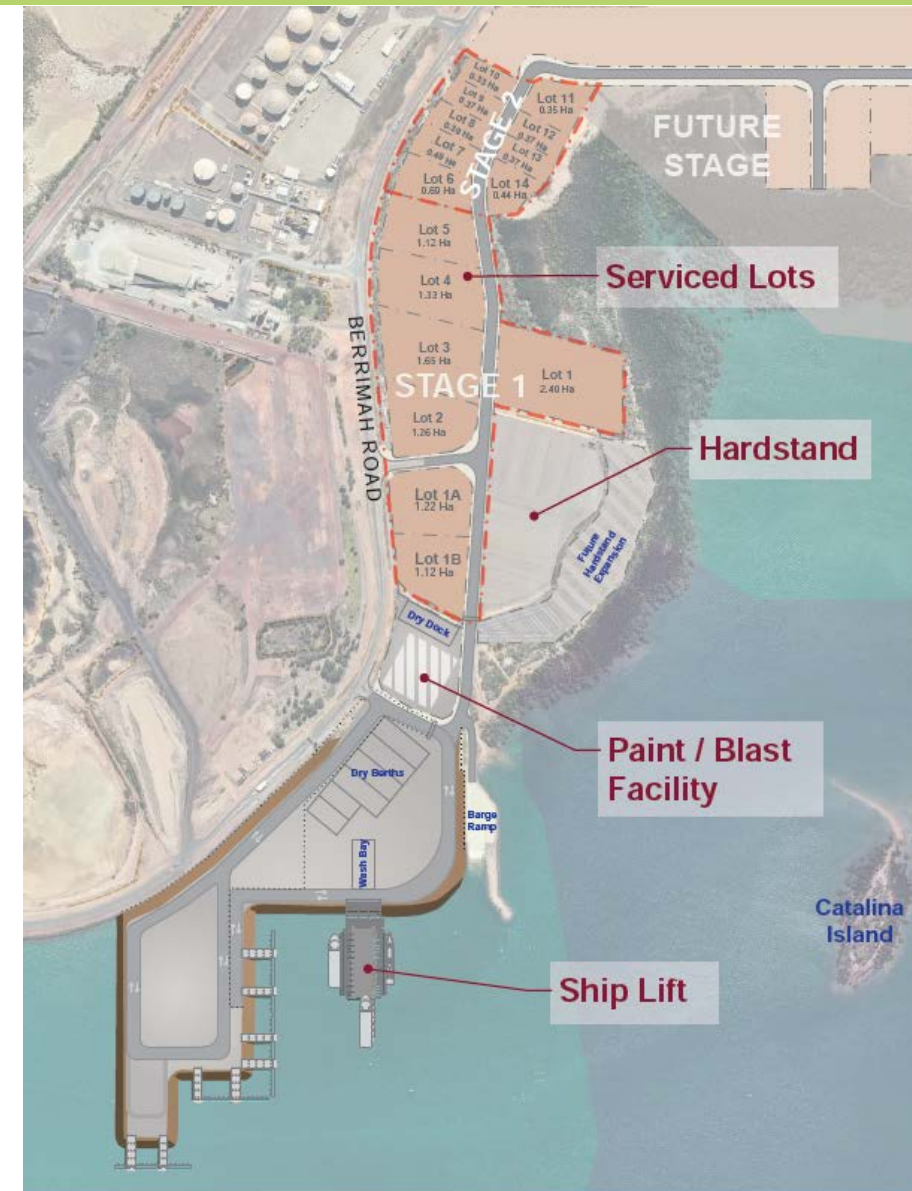 Lot 10
0.33 Ha
Lot 9
0.37 Ha
Lot 8
0.39 Ha
Lot 7
0.49 Ha
Lot 6
0.69 Ha
STAGE 2
Lot 11
0.35 Ha
Lot 12
0.37 Ha
Lot 13
0.37 Ha
Lot 14
0.44 Ha
FUTURE
STAGE
Lot 5
1.12 Ha
Lot 4
1.33 Ha
Serviced Lots
BERRIMAH ROAD
Lot 3
1.65 Ha
STAGE 1
Lot 1
2.40 Ha
Lot 2
1.26 Ha
Hardstand
Lot 1A
1.22 Ha
Lot 1B
1.12 Ha
Future
Hardstand
Expansion
Dry Dock
Paint / Blast
Facility
Dry Berths
Barge
Ramp
Wash Bay
Catalina
Island
Ship Lift